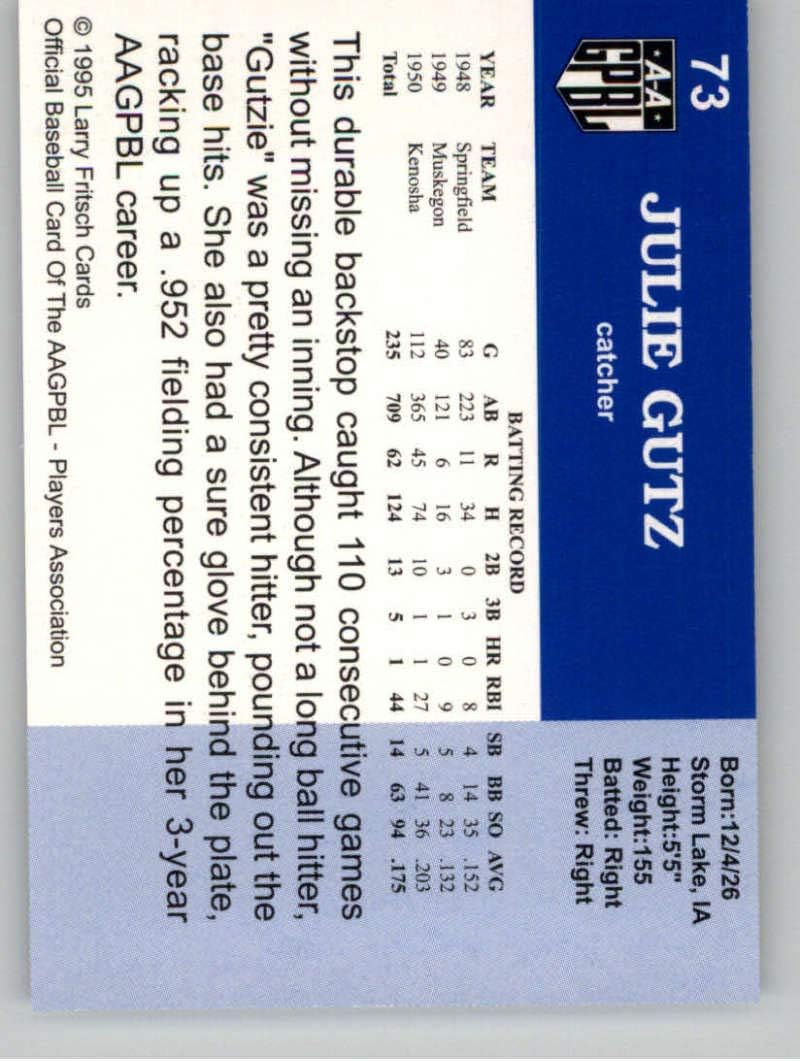 73
A-A
GPBL
JULIE GUTZ
catcher
Born:12/4/26
Storm Lake, IA
Height:5'5"
Weight:155
Batted: Right
Threw: Right
BATTING RECORD
YEAR TEAM G AB R H 2B 3B HR RBI SB BB SO AVG
1948 Springfield 83 223 11 34 0 3 0 8 4 14 35 .152
1949 Muskegon 40 121 6 16 3 1 0 9 5 8 23 .132
1950 Kenosha 112 365 45 74 10 1 1 27 5 41 36 .203
Total 235 709 62 124 13 5 1 44 14 63 94 .175
This durable backstop caught 110 consecutive games
without missing an inning. Although not a long ball hitter,
"Gutzie" was a pretty consistent hitter, pounding out the
base hits. She also had a sure glove behind the plate,
racking up a .952 fielding percentage in her 3-year
AAGPBL career.
© 1995 Larry Fritsch Cards
Official Baseball Card Of The AAGPBL - Players Association